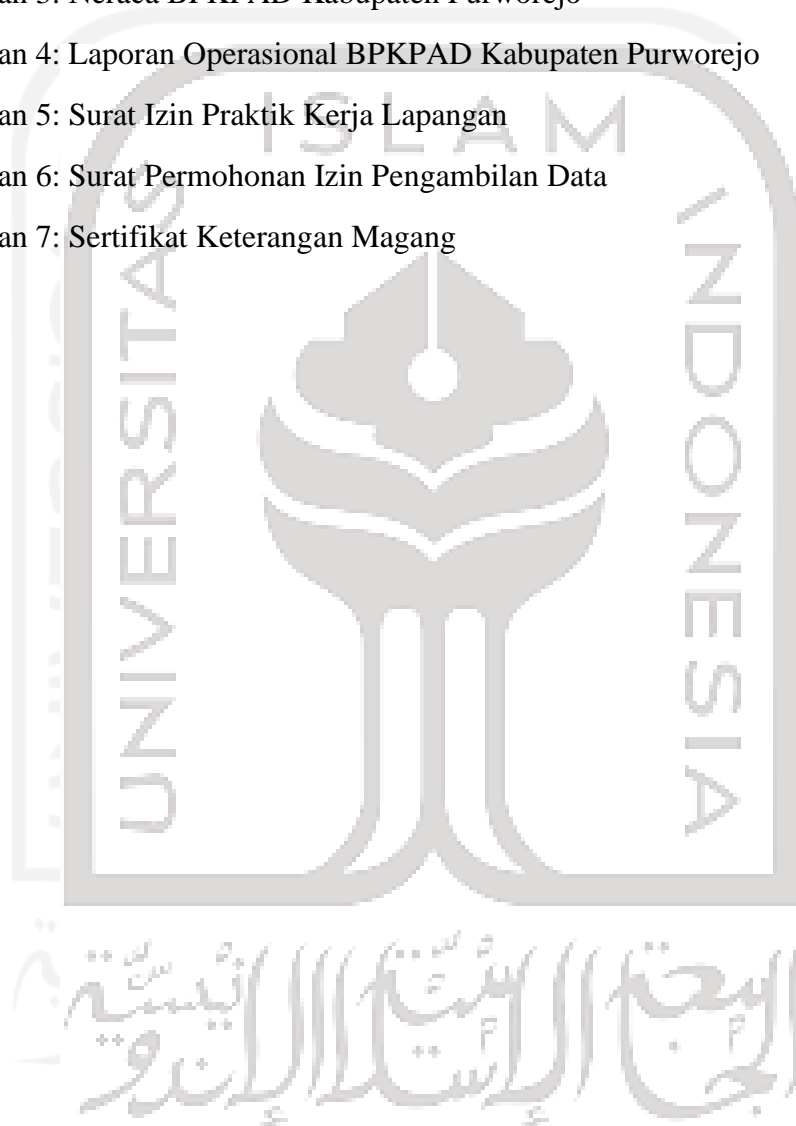 an 3: Neraca BPKPAD Kabupaten Purworejo
an 4: Laporan Operasional BPKPAD Kabupaten Purworejo
an 5: Surat Izin Praktik Kerja Lapangan
an 6: Surat Permohonan Izin Pengambilan Data
an 7: Sertifikat Keterangan Magang
ISLAM
UNIVERSITAS
INDONESIA